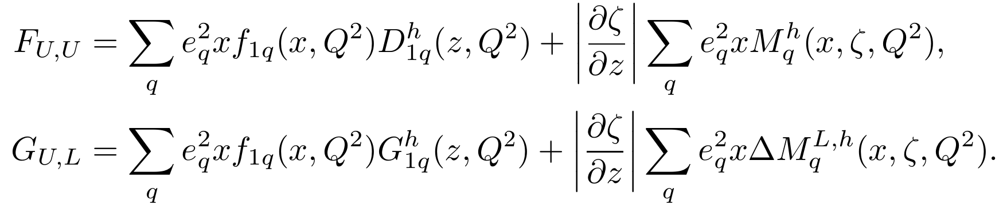 $F_{U,U} = \sum_q e_q^2 x f_{1q}(x, Q^2) D_{1q}^h(z, Q^2) + \left| \frac{\partial \zeta}{\partial z} \right| \sum_q e_q^2 x M_q^h(x, \zeta, Q^2),$
$G_{U,L} = \sum_q e_q^2 x f_{1q}(x, Q^2) G_{1q}^h(z, Q^2) + \left| \frac{\partial \zeta}{\partial z} \right| \sum_q e_q^2 x \Delta M_q^{L,h}(x, \zeta, Q^2).$